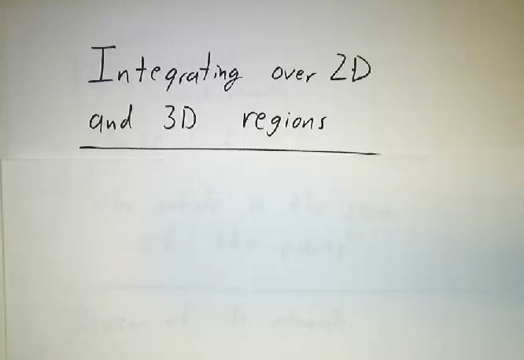 Integrating over 2D
and 3D regions